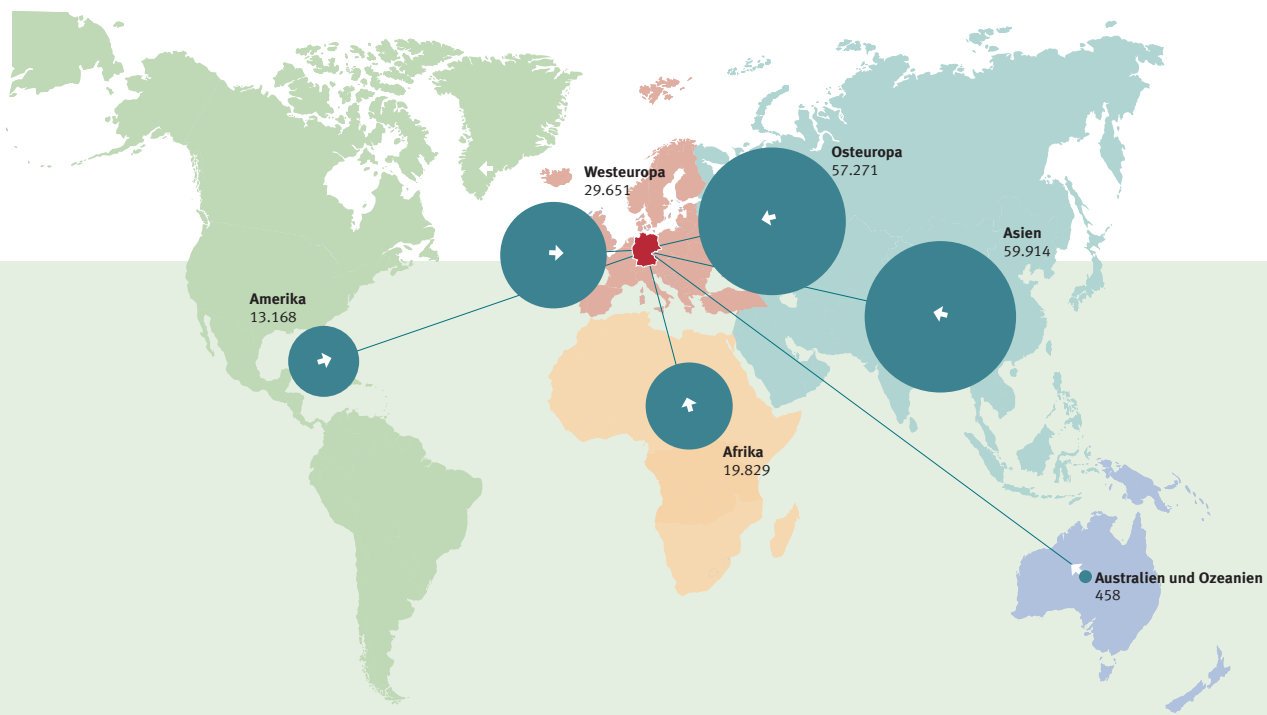 Osteuropa
57.271
Westeuropa
29.651
Asien
59.914
Amerika
13.168
Afrika
19.829
Australien und Ozeanien
458